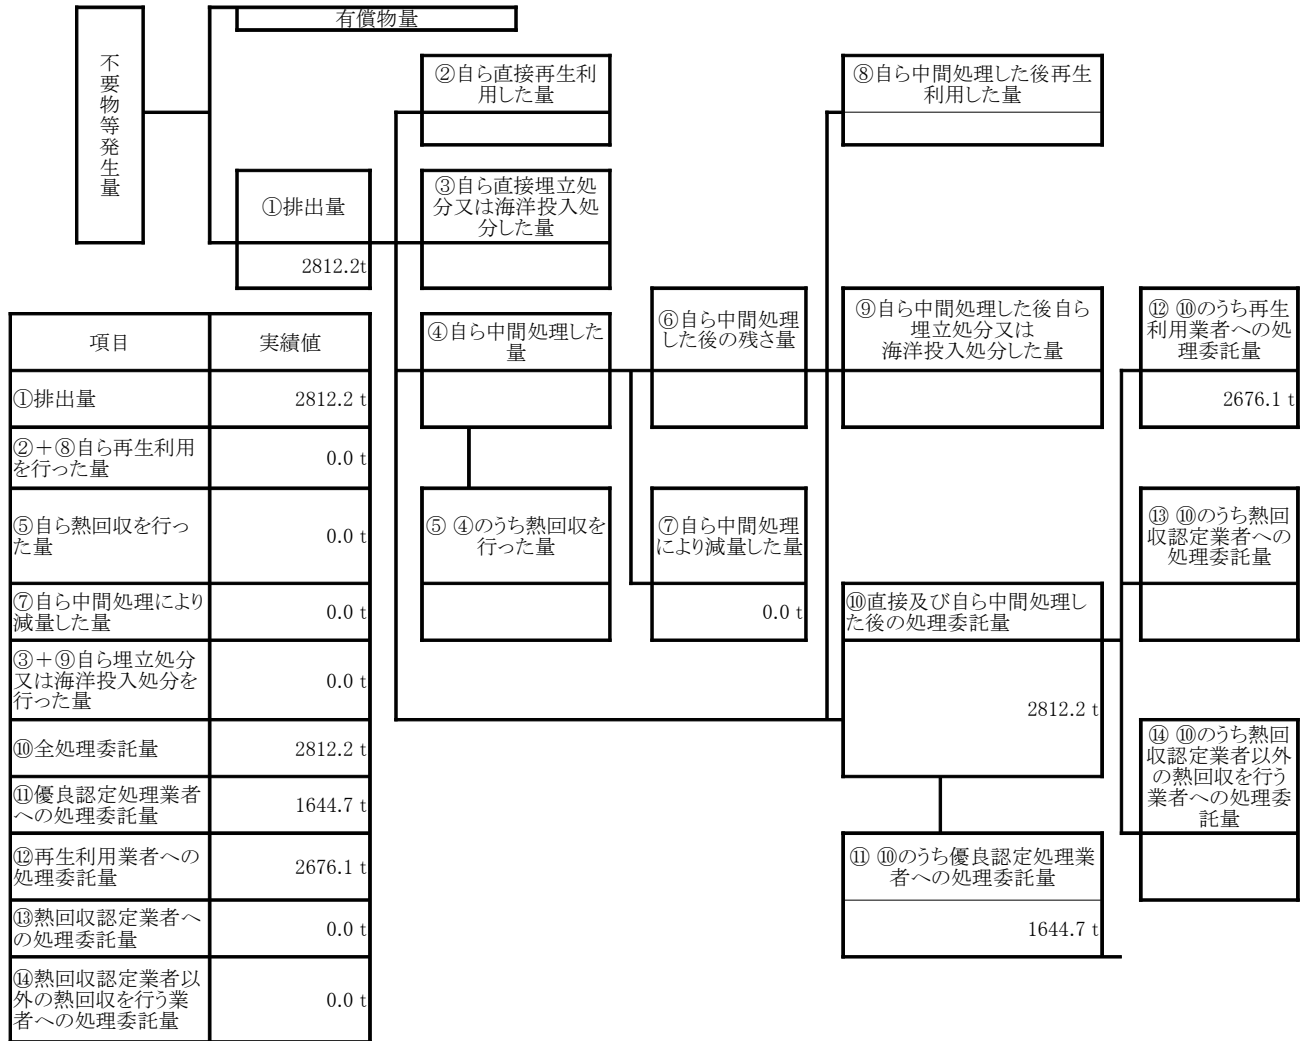 有償物量
不要物等発生量
②自ら直接再生利
用した量
⑧自ら中間処理した後再生
利用した量
①排出量
2812.2t
③自ら直接埋立処
分又は海洋投入処
分した量
④自ら中間処理した
量
⑥自ら中間処理
した後の残さ量
⑨自ら中間処理した後自ら
埋立処分又は
海洋投入処分した量
⑫ ⑩のうち再生
利用業者への処
理委託量
2676.1 t
⑤ ④のうち熱回収を
行った量
⑦自ら中間処理
により減量した量
0.0 t
⑬ ⑩のうち熱回
収認定業者への
処理委託量
⑩直接及び自ら中間処理し
た後の処理委託量
2812.2 t
⑭ ⑩のうち熱回
収認定業者以外
の熱回収を行う
業者への処理委
託量
⑪ ⑩のうち優良認定処理業
者への処理委託量
1644.7 t
項目 実績値
①排出量 2812.2 t
②＋⑧自ら再生利用
を行った量 0.0 t
⑤自ら熱回収を行っ
た量 0.0 t
⑦自ら中間処理により
減量した量 0.0 t
③＋⑨自ら埋立処分
又は海洋投入処分を
行った量 0.0 t
⑩全処理委託量 2812.2 t
⑪優良認定処理業者
への処理委託量 1644.7 t
⑫再生利用業者への
処理委託量 2676.1 t
⑬熱回収認定業者へ
の処理委託量 0.0 t
⑭熱回収認定業者以
外の熱回収を行う業
者への処理委託量 0.0 t